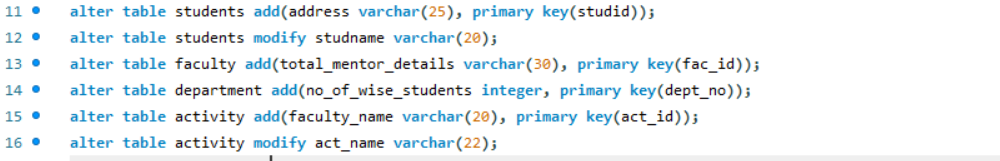 11 alter table students add(address varchar(25), primary key(studid));
12 alter table students modify studname varchar(20);
13 alter table faculty add(total_mentor_details varchar(30), primary key(fac_id));
14 alter table department add(no_of_wise_students integer, primary key(dept_no));
15 alter table activity add(faculty_name varchar(20), primary key(act_id));
16 alter table activity modify act_name varchar(22);